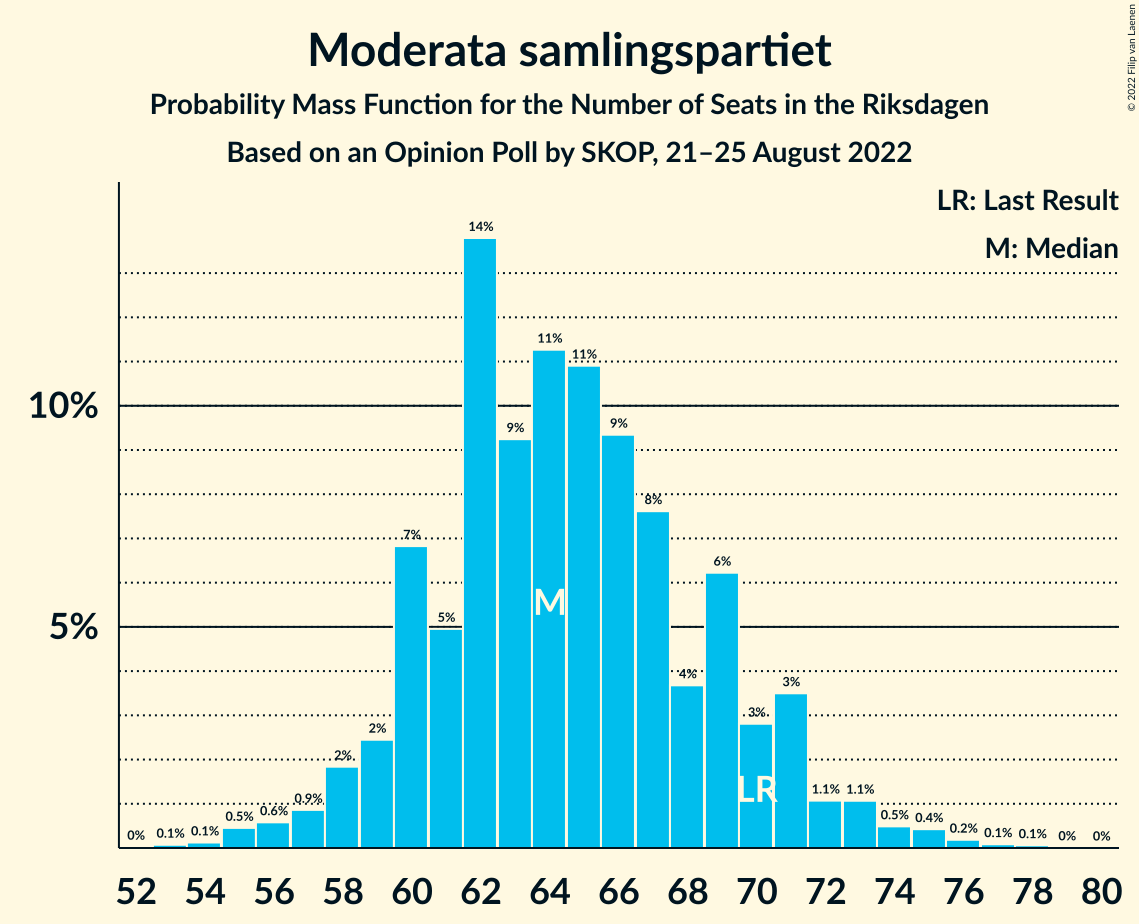 Moderata samlingspartiet
Probability Mass Function for the Number of Seats in the Riksdagen
Based on an Opinion Poll by SKOP, 21–25 August 2022
© 2022 Filip van Laenen
LR: Last Result
M: Median
10%
5%
0% 0.1% 0.1% 0.5% 0.6% 0.9% 2% 2% 7% 5% 14% 9% 11% 11% 9% 8% 4% 6% 3% 3% 1.1% 1.1% 0.5% 0.4% 0.2% 0.1% 0.1% 0% 0%
M
LR
52 54 56 58 60 62 64 66 68 70 72 74 76 78 80